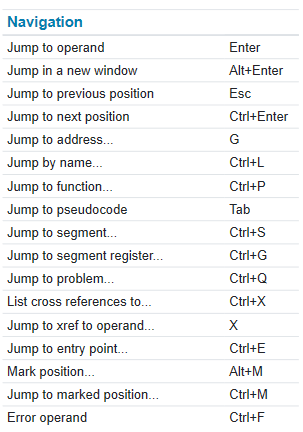 Navigation
Jump to operand Enter
Jump in a new window Alt+Enter
Jump to previous position Esc
Jump to next position Ctrl+Enter
Jump to address... G
Jump by name... Ctrl+L
Jump to function... Ctrl+P
Jump to pseudocode Tab
Jump to segment... Ctrl+S
Jump to segment register... Ctrl+G
Jump to problem... Ctrl+Q
List cross references to... Ctrl+X
Jump to xref to operand... X
Jump to entry point... Ctrl+E
Mark position... Alt+M
Jump to marked position... Ctrl+M
Error operand Ctrl+F